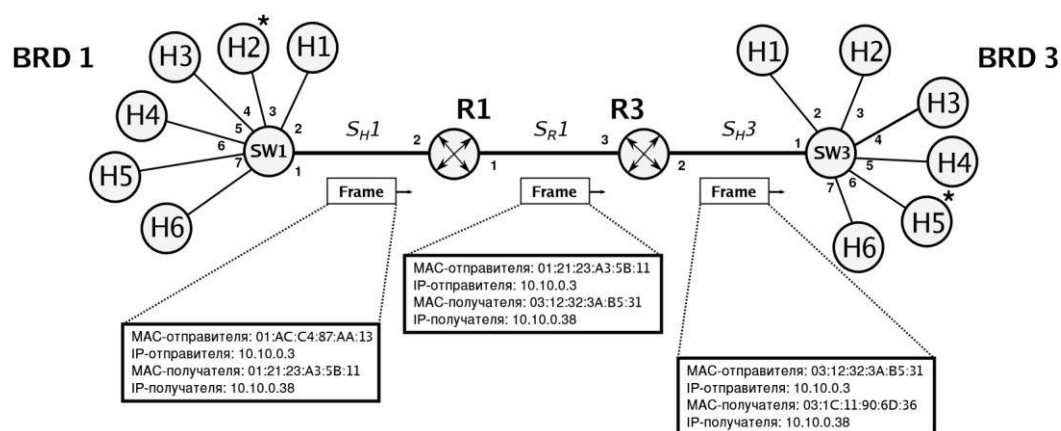 BRD 1
H3
H2
*
H1
H4
H5
H6
SW1
4
3
5
2
6
7
1
S_H1
2
R1
1
S_R1
R3
3
2
S_H3
1
SW3
2
3
4
5
6
7
H1
H2
H3
H4
H5
*
H6
BRD 3
Frame
Frame
Frame
МАС-отправителя: 01:AC:C4:87:AA:13
IP-отправителя: 10.10.0.3
МАС-получателя: 01:21:23:A3:5B:11
IP-получателя: 10.10.0.38
МАС-отправителя: 01:21:23:A3:5B:11
IP-отправителя: 10.10.0.3
МАС-получателя: 03:12:32:3A:B5:31
IP-получателя: 10.10.0.38
МАС-отправителя: 03:12:32:3A:B5:31
IP-отправителя: 10.10.0.3
МАС-получателя: 03:1C:11:90:6D:36
IP-получателя: 10.10.0.38